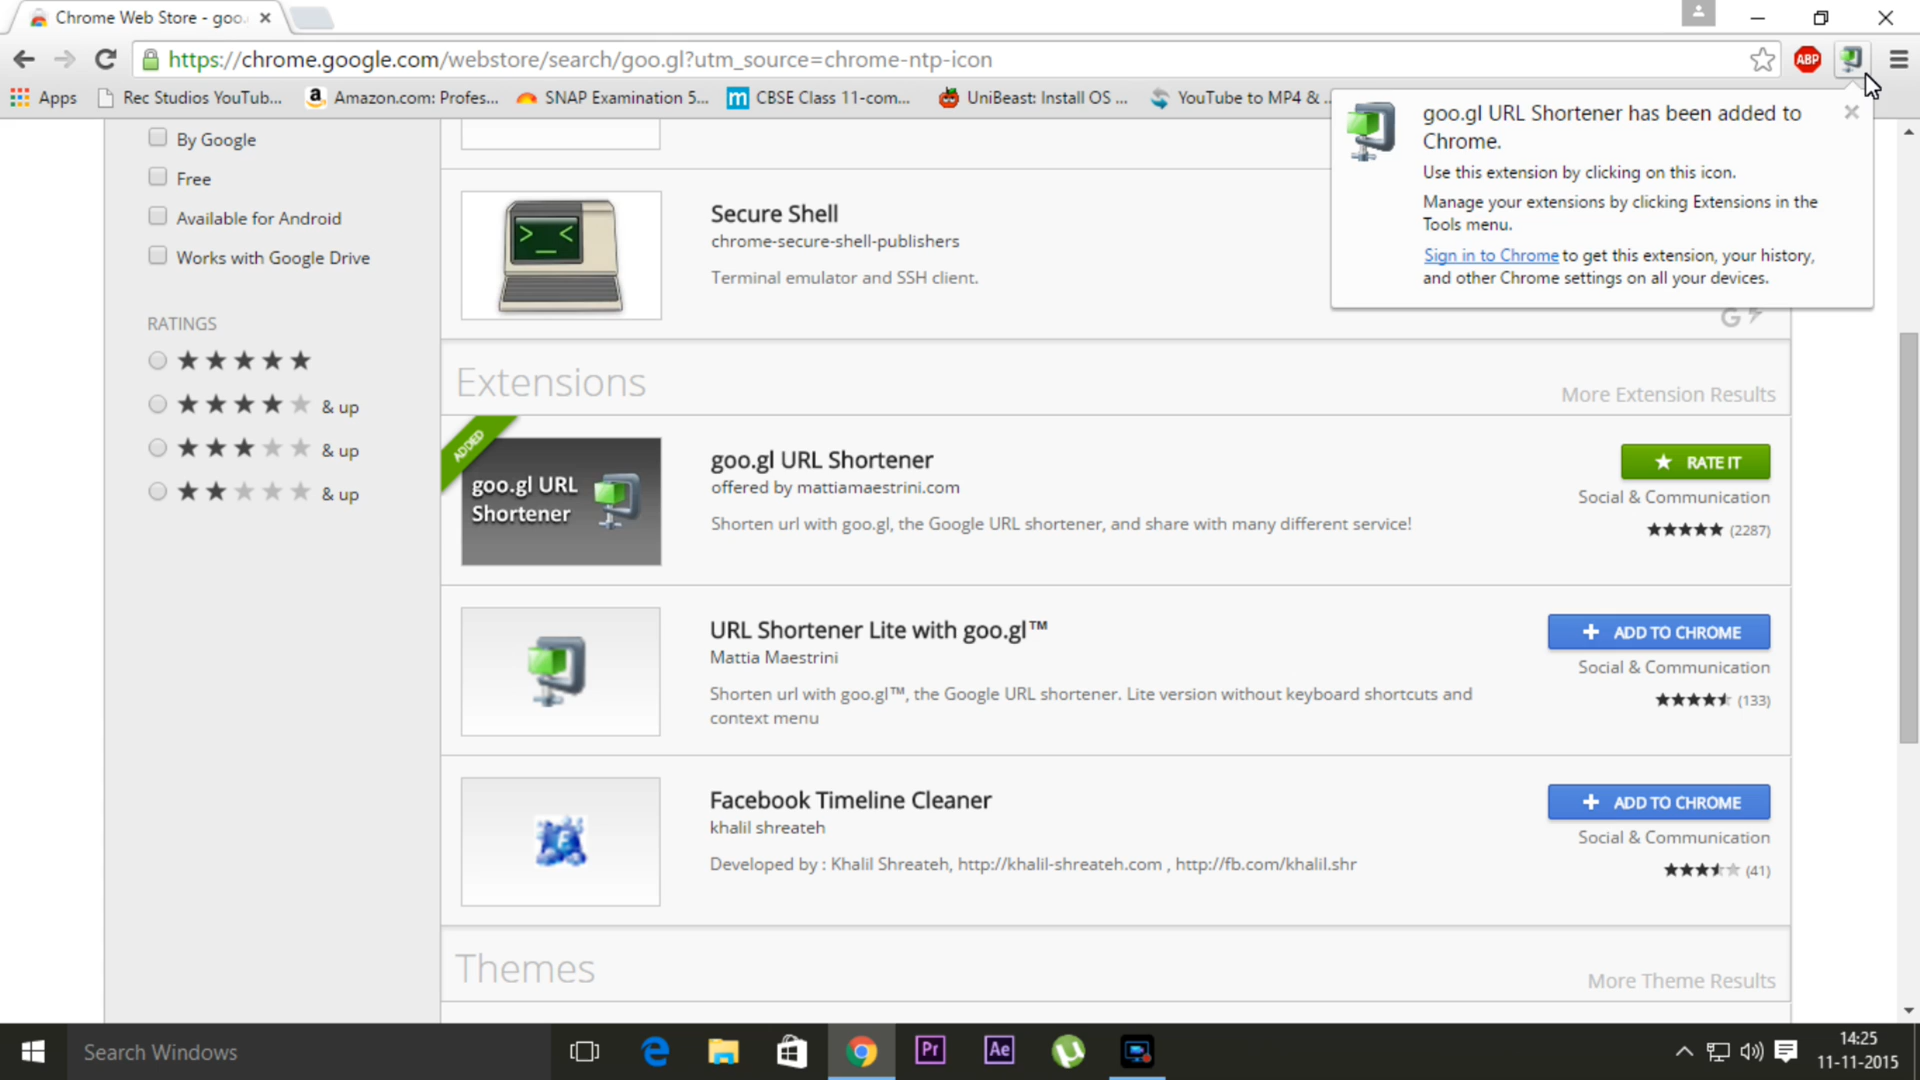 Chrome Web Store - goo.
https://chrome.google.com/webstore/search/goo.gl?utm_source=chrome-ntp-icon
ABP
Apps
Rec Studios YouTub...
Amazon.com: Profes...
SNAP Examination 5...
CBSE Class 11-com...
UniBeast: Install OS ...
YouTube to MP4 & ...
goo.gl URL Shortener has been added to
Chrome.
Use this extension by clicking on this icon.
Manage your extensions by clicking Extensions in the
Tools menu.
Sign in to Chrome to get this extension, your history,
and other Chrome settings on all your devices.
By Google
Free
Available for Android
Works with Google Drive
RATINGS
& up
& up
& up
Secure Shell
chrome-secure-shell-publishers
Terminal emulator and SSH client.
Extensions
More Extension Results
ADDED
goo.gl URL
Shortener
goo.gl URL Shortener
offered by mattiamaestrini.com
Shorten url with goo.gl, the Google URL shortener, and share with many different service!
RATE IT
Social & Communication
(2287)
URL Shortener Lite with goo.gl™
Mattia Maestrini
Shorten url with goo.gl™, the Google URL shortener. Lite version without keyboard shortcuts and
context menu
ADD TO CHROME
Social & Communication
(133)
Facebook Timeline Cleaner
khalil shreateh
Developed by : Khalil Shreateh, http://khalil-shreateh.com , http://fb.com/khalil.shr
ADD TO CHROME
Social & Communication
(41)
Themes
More Theme Results
Search Windows
Pr
Ae
14:25
11-11-2015